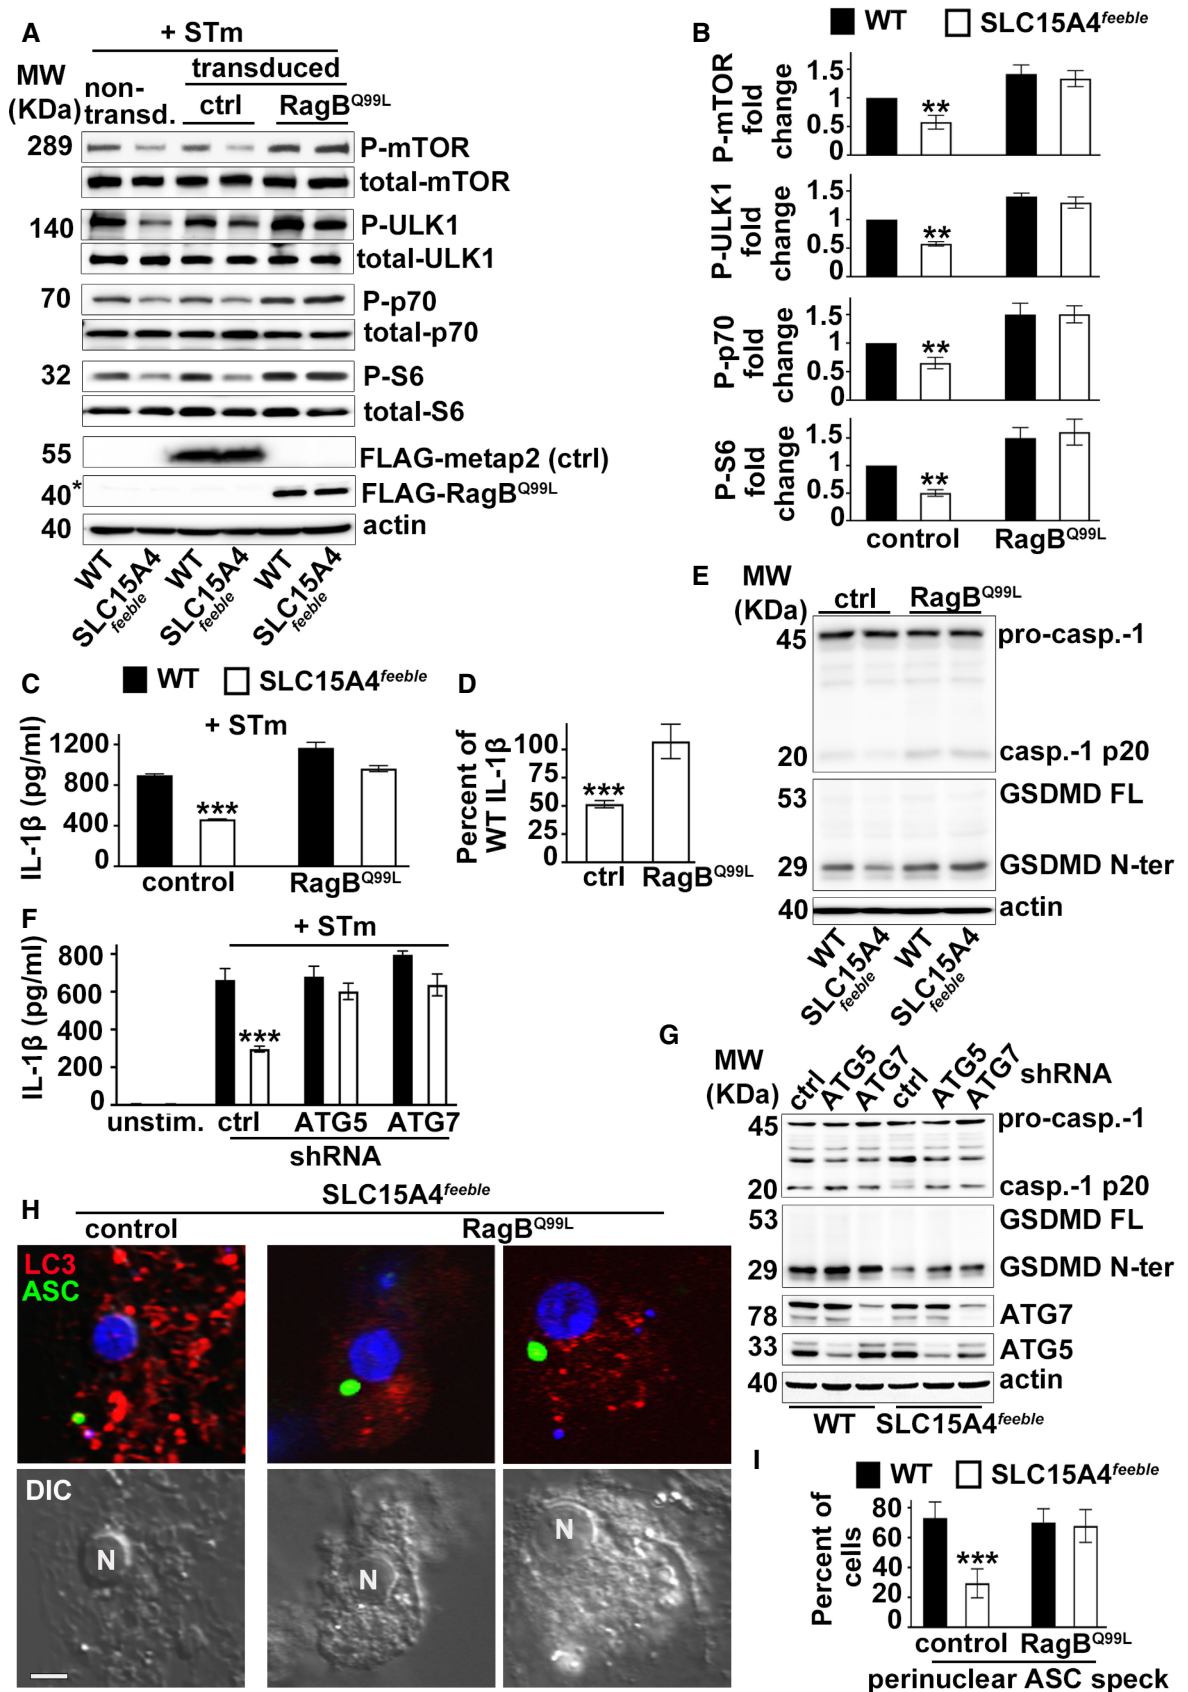 A
+ STm
MW
(KDa)
non-
transd.
transduced
ctrl
RagBQ99L
289
P-mTOR
total-mTOR
140
P-ULK1
total-ULK1
70
P-p70
total-p70
32
P-S6
total-S6
55
FLAG-metap2 (ctrl)
40*
FLAG-RagBQ99L
40
actin
WT
SLC15A4feeble
WT
SLC15A4feeble
WT
SLC15A4feeble
B
WT
SLC15A4feeble
P-mTOR
fold
change
1.5
1
0.5
0
**
P-ULK1
fold
change
1.5
1
0.5
0
**
P-p70
fold
change
1.5
1
0.5
0
**
P-S6
fold
change
1.5
1
0.5
0
**
control
RagBQ99L
C
WT
SLC15A4feeble
+ STm
IL-1β (pg/ml)
1200
800
400
0
***
control
RagBQ99L
D
Percent of
WT IL-1β
100
75
50
25
0
***
ctrl
RagBQ99L
E
MW
(KDa)
ctrl
RagBQ99L
45
pro-casp.-1
20
casp.-1 p20
53
GSDMD FL
29
GSDMD N-ter
40
actin
WT
SLC15A4feeble
WT
SLC15A4feeble
F
+ STm
IL-1β (pg/ml)
800
600
400
200
0
***
unstim.
ctrl
ATG5
ATG7
shRNA
G
MW
(KDa)
ctrl
ATG5
ATG7
ctrl
ATG5
ATG7
shRNA
45
pro-casp.-1
20
casp.-1 p20
53
GSDMD FL
29
GSDMD N-ter
78
ATG7
33
ATG5
40
actin
WT
SLC15A4feeble
H
SLC15A4feeble
control
RagBQ99L
LC3
ASC
DIC
N
N
N
I
WT
SLC15A4feeble
Percent of
cells
80
60
40
20
0
***
control
RagBQ99L
perinuclear ASC speck